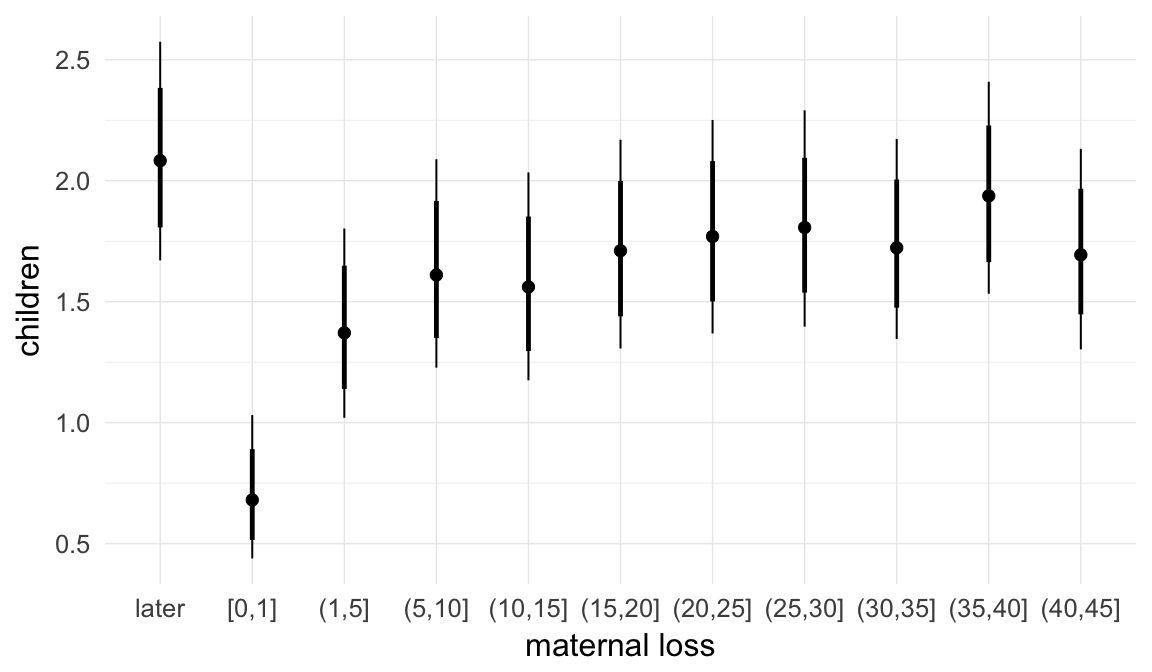 children
2.5
2.0
1.5
1.0
0.5
later [0,1] (1,5] (5,10] (10,15] (15,20] (20,25] (25,30] (30,35] (35,40] (40,45]
maternal loss